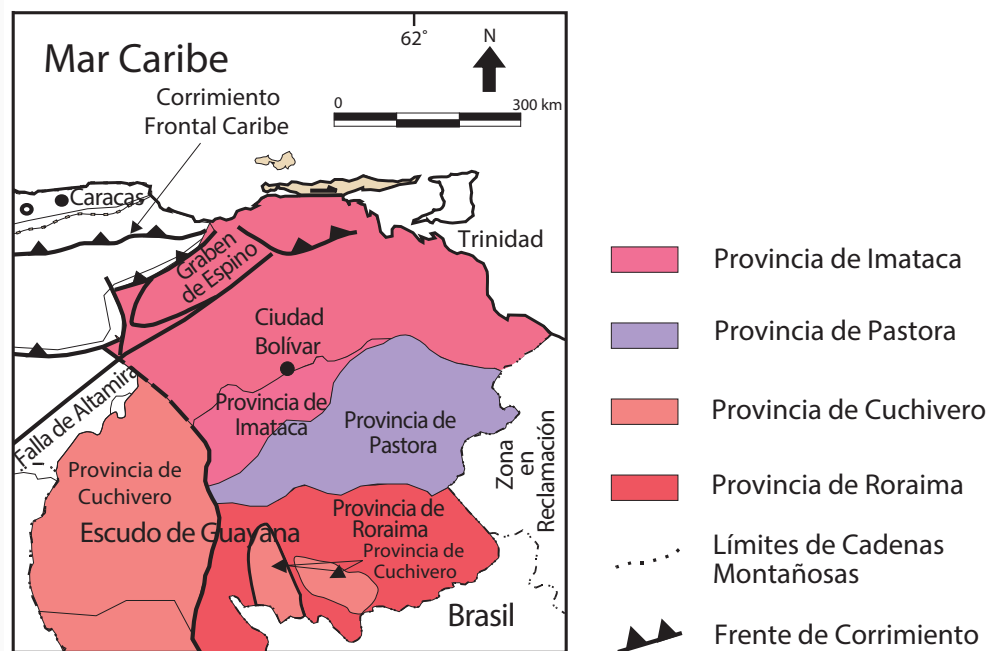 62°
N
Mar Caribe
Corrimiento
Frontal Caribe
0
300 km
Caracas
Trinidad
Graben
de Espino
Ciudad
Bolívar
Falla de Altamira
Provincia de
Imataca
Provincia de
Pastora
Zona
en
Reclamación
Provincia de
Cuchivero
Provincia de
Roraima
Escudo de Guayana
Provincia de
Cuchivero
Brasil
Provincia de Imataca
Provincia de Pastora
Provincia de Cuchivero
Provincia de Roraima
Límites de Cadenas
Montañosas
Frente de Corrimiento